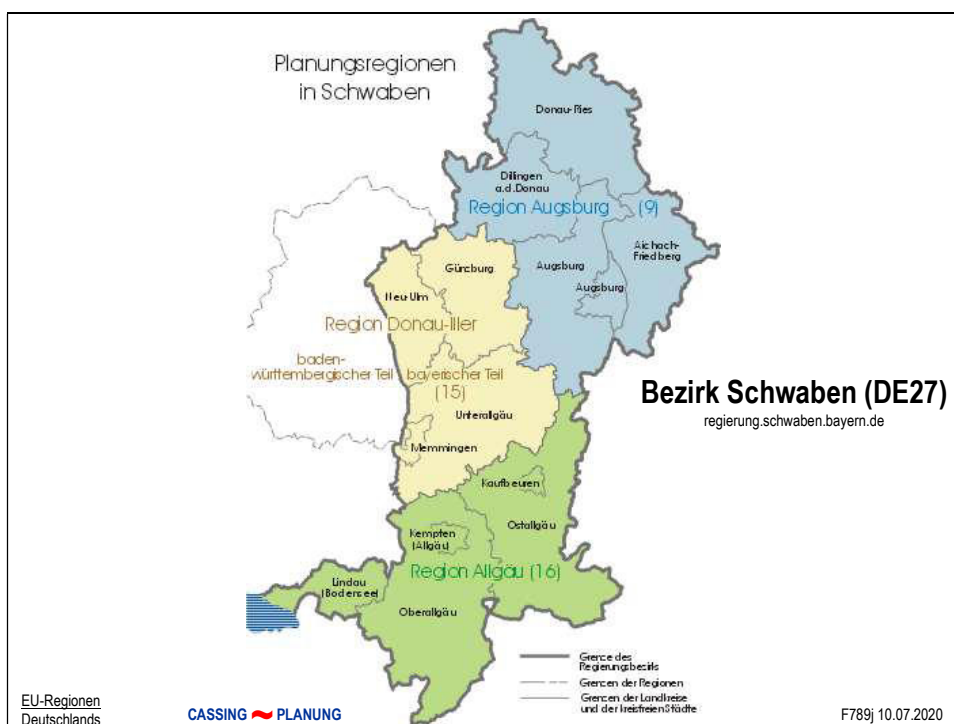 Planungsregionen
in Schwaben
Donau-Ries
Dillingen
a.d.Donau
Region Augsburg (9)
Aichach-
Friedberg
Augsburg
Augsburg
Günzburg
Neu-Ulm
Region Donau-Iller
baden-
württembergischer Teil
bayerischer Teil
(15)
Unterallgäu
Memmingen
Bezirk Schwaben (DE27)
regierung.schwaben.bayern.de
Kaufbeuren
Ostallgäu
Kempten
(Allgäu)
Region Allgäu (16)
Lindau
(Bodensee)
Oberallgäu
Grenze des
Regierungsbezirks
Grenzen der Regionen
Grenzen der Landkreise
und der kreisfreien Städte
EU-Regionen
Deutschlands
CASSING PLANUNG
F789j 10.07.2020